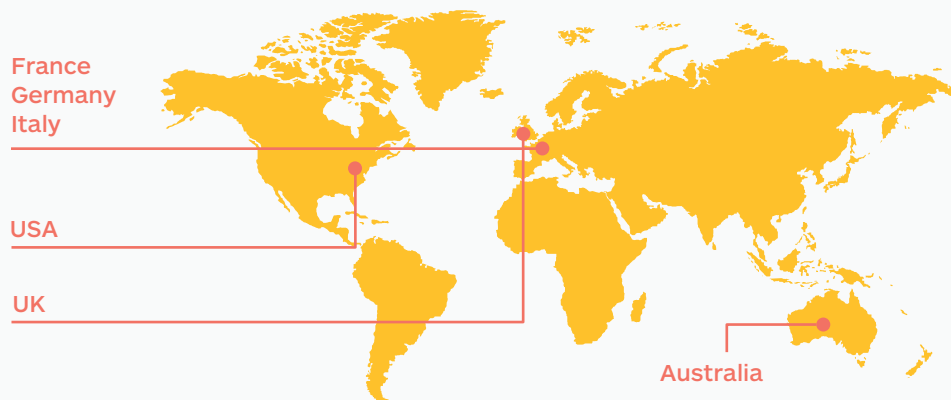 France
Germany
Italy
USA
UK
Australia